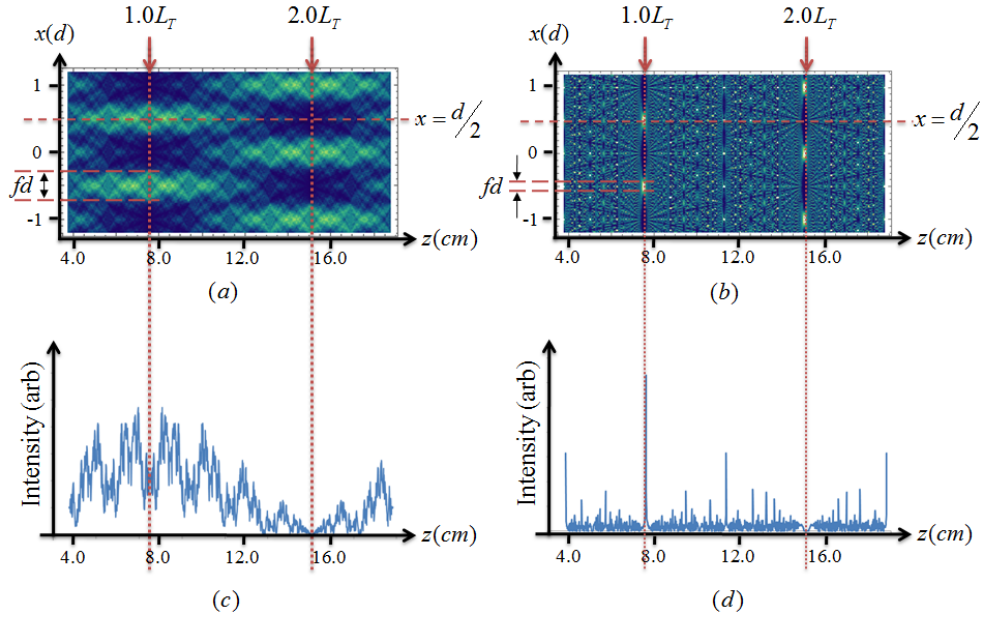 1.0L_T 2.0L_T 1.0L_T 2.0L_T
x(d) x(d)
1 1
x = d/2 x = d/2
0 0
fd fd
-1 -1
z(cm) z(cm)
4.0 8.0 12.0 16.0 4.0 8.0 12.0 16.0
(a) (b)
Intensity (arb) Intensity (arb)
z(cm) z(cm)
4.0 8.0 12.0 16.0 4.0 8.0 12.0 16.0
(c) (d)